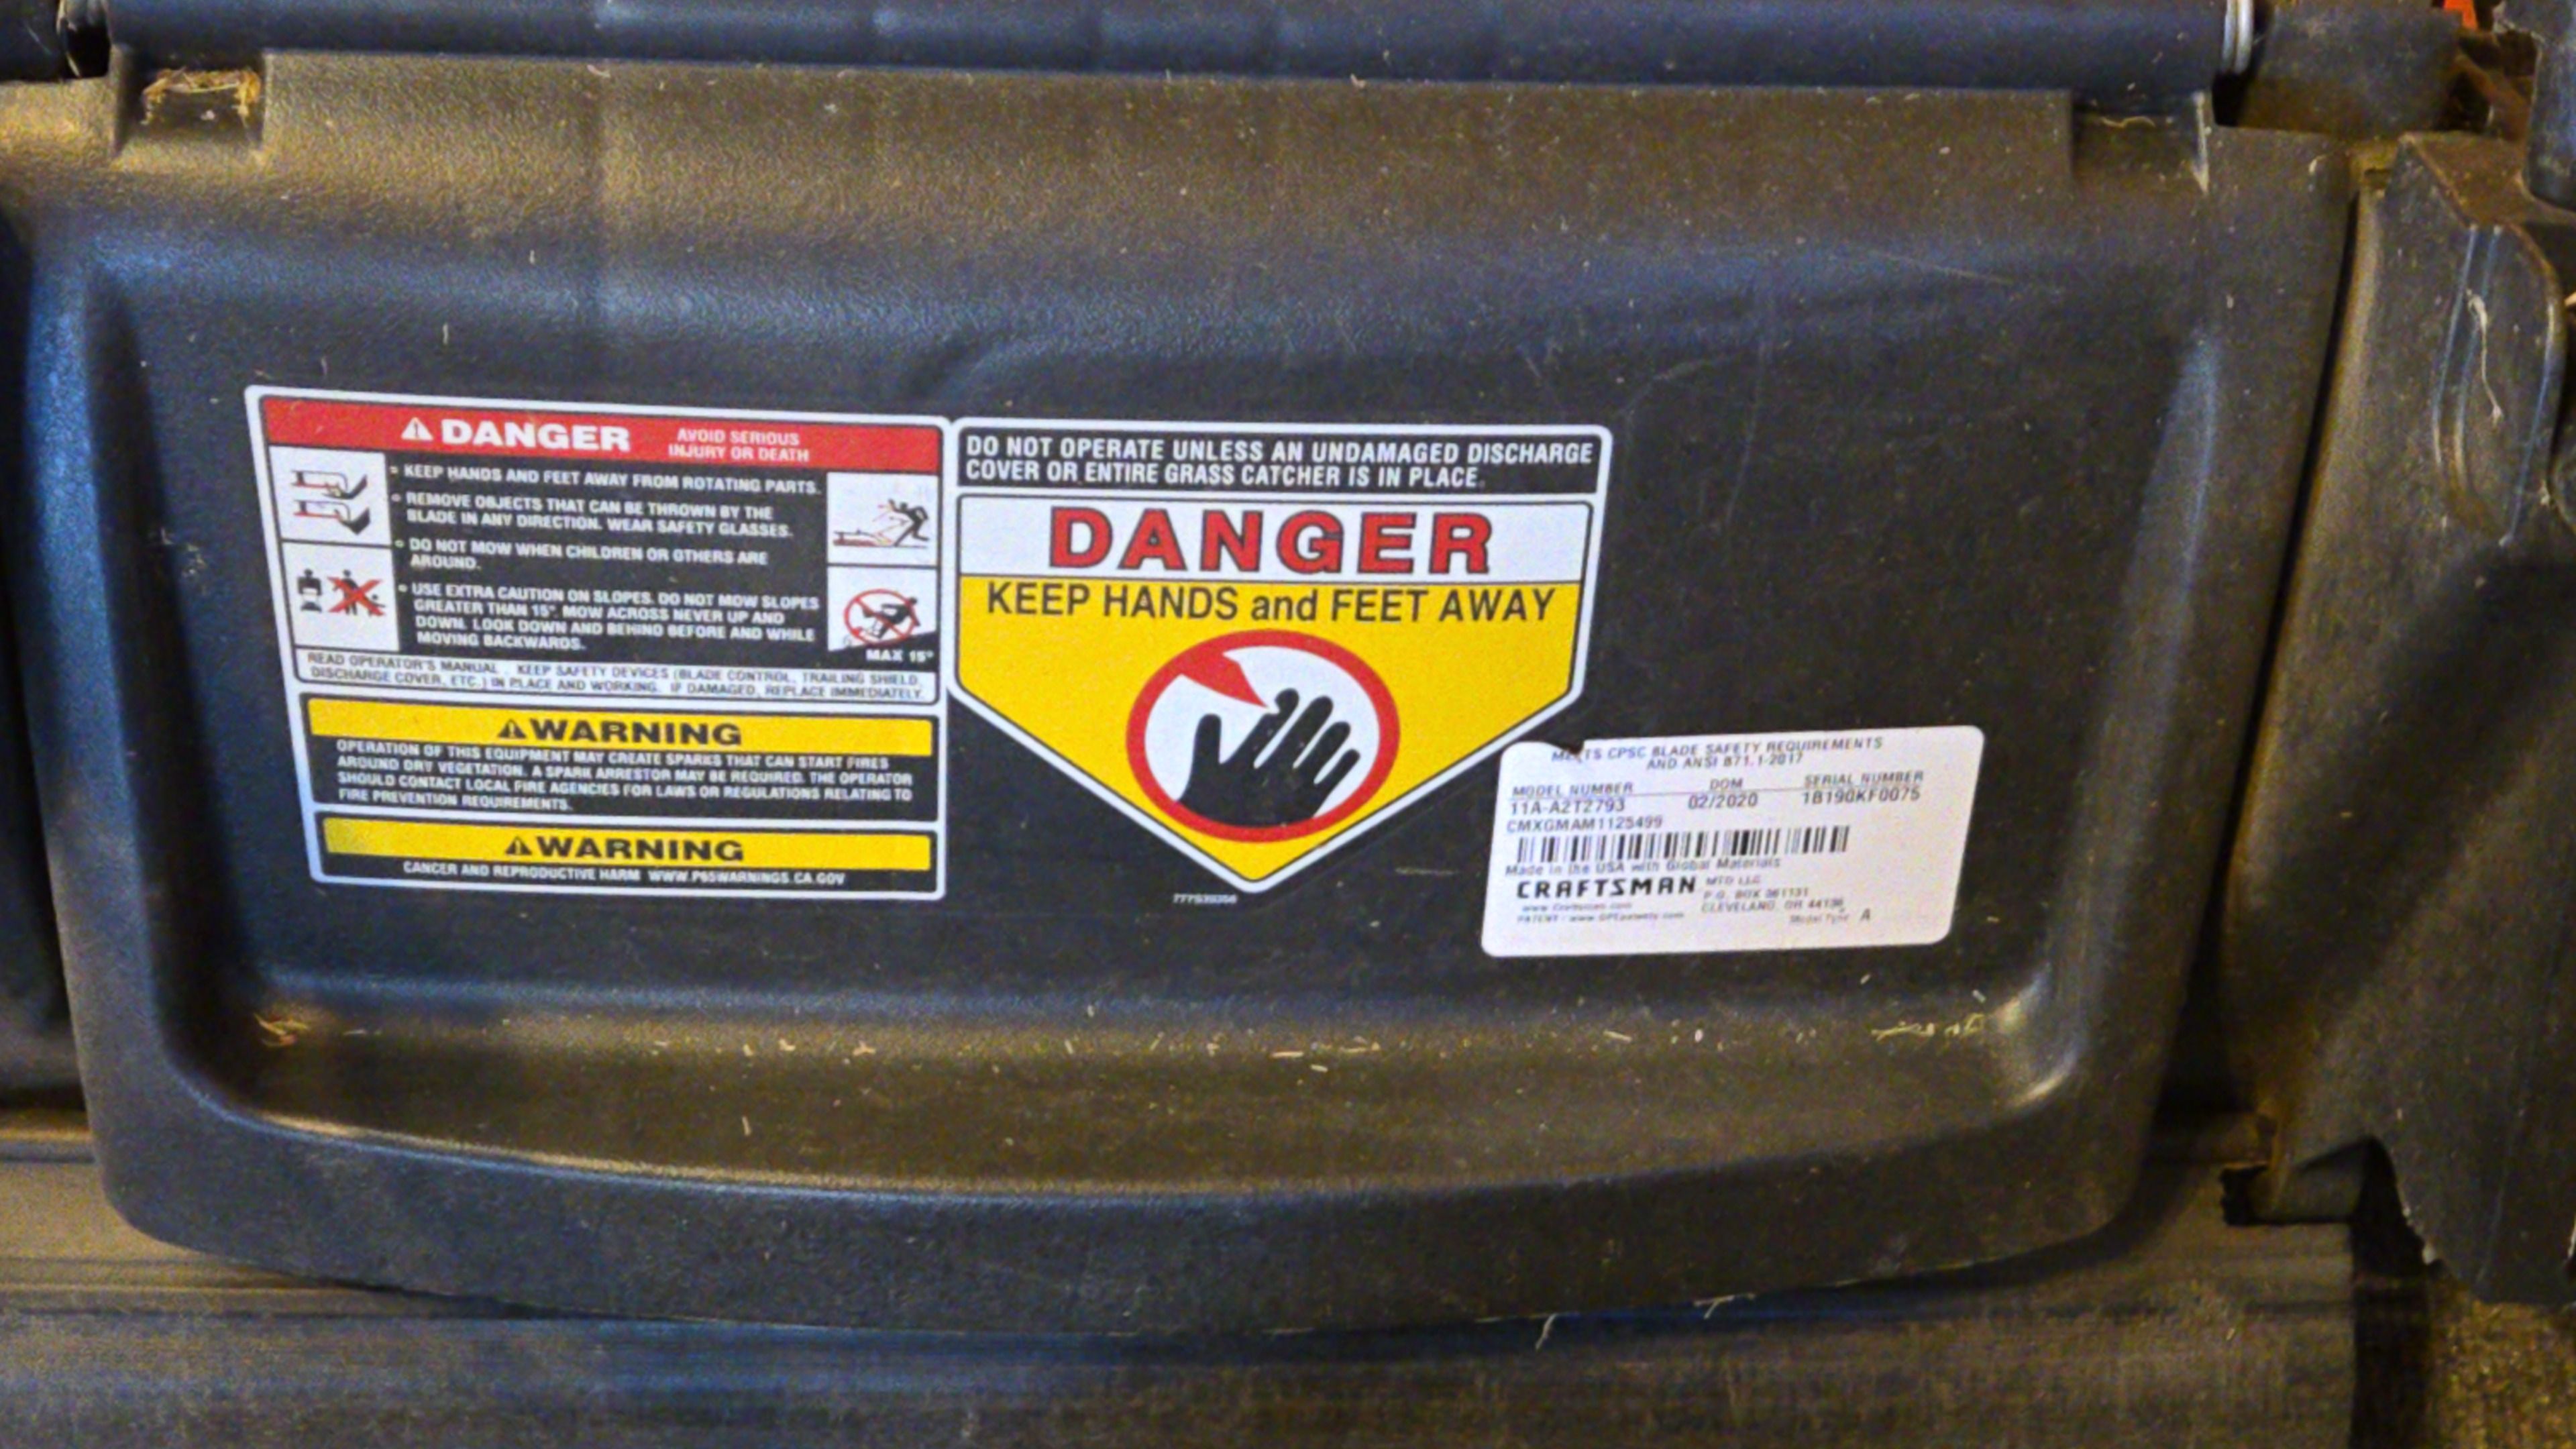 DANGER AVOID SERIOUS
INJURY OR DEATH
KEEP HANDS AND FEET AWAY FROM ROTATING PARTS.
REMOVE OBJECTS THAT CAN BE THROWN BY THE
BLADE IN ANY DIRECTION. WEAR SAFETY GLASSES.
DO NOT MOW WHEN CHILDREN OR OTHERS ARE
AROUND.
USE EXTRA CAUTION ON SLOPES. DO NOT MOW SLOPES
GREATER THAN 15°. MOW ACROSS NEVER UP AND
DOWN. LOOK DOWN AND BEHIND BEFORE AND WHILE
MOVING BACKWARDS.
MAX 15°
READ OPERATOR'S MANUAL. KEEP SAFETY DEVICES (BLADE CONTROL, TRAILING SHIELD,
DISCHARGE COVER, ETC.) IN PLACE AND WORKING. IF DAMAGED, REPLACE IMMEDIATELY.
WARNING
OPERATION OF THIS EQUIPMENT MAY CREATE SPARKS THAT CAN START FIRES
AROUND DRY VEGETATION. A SPARK ARRESTOR MAY BE REQUIRED. THE OPERATOR
SHOULD CONTACT LOCAL FIRE AGENCIES FOR LAWS OR REGULATIONS RELATING TO
FIRE PREVENTION REQUIREMENTS.
WARNING
CANCER AND REPRODUCTIVE HARM WWW.P65WARNINGS.CA.GOV
DO NOT OPERATE UNLESS AN UNDAMAGED DISCHARGE
COVER OR ENTIRE GRASS CATCHER IS IN PLACE.
DANGER
KEEP HANDS and FEET AWAY
MEETS CPSC BLADE SAFETY REQUIREMENTS
AND ANSI B71.1-2017
MODEL NUMBER DOM SERIAL NUMBER
11A-A2T2793 02/2020 1B190KF0075
CMXGMAM1125499
Made in the USA with Global Materials
CRAFTSMAN MTD LLC
P.O. BOX 361131
CLEVELAND, OH 44136
www.Craftsman.com
Model Type A